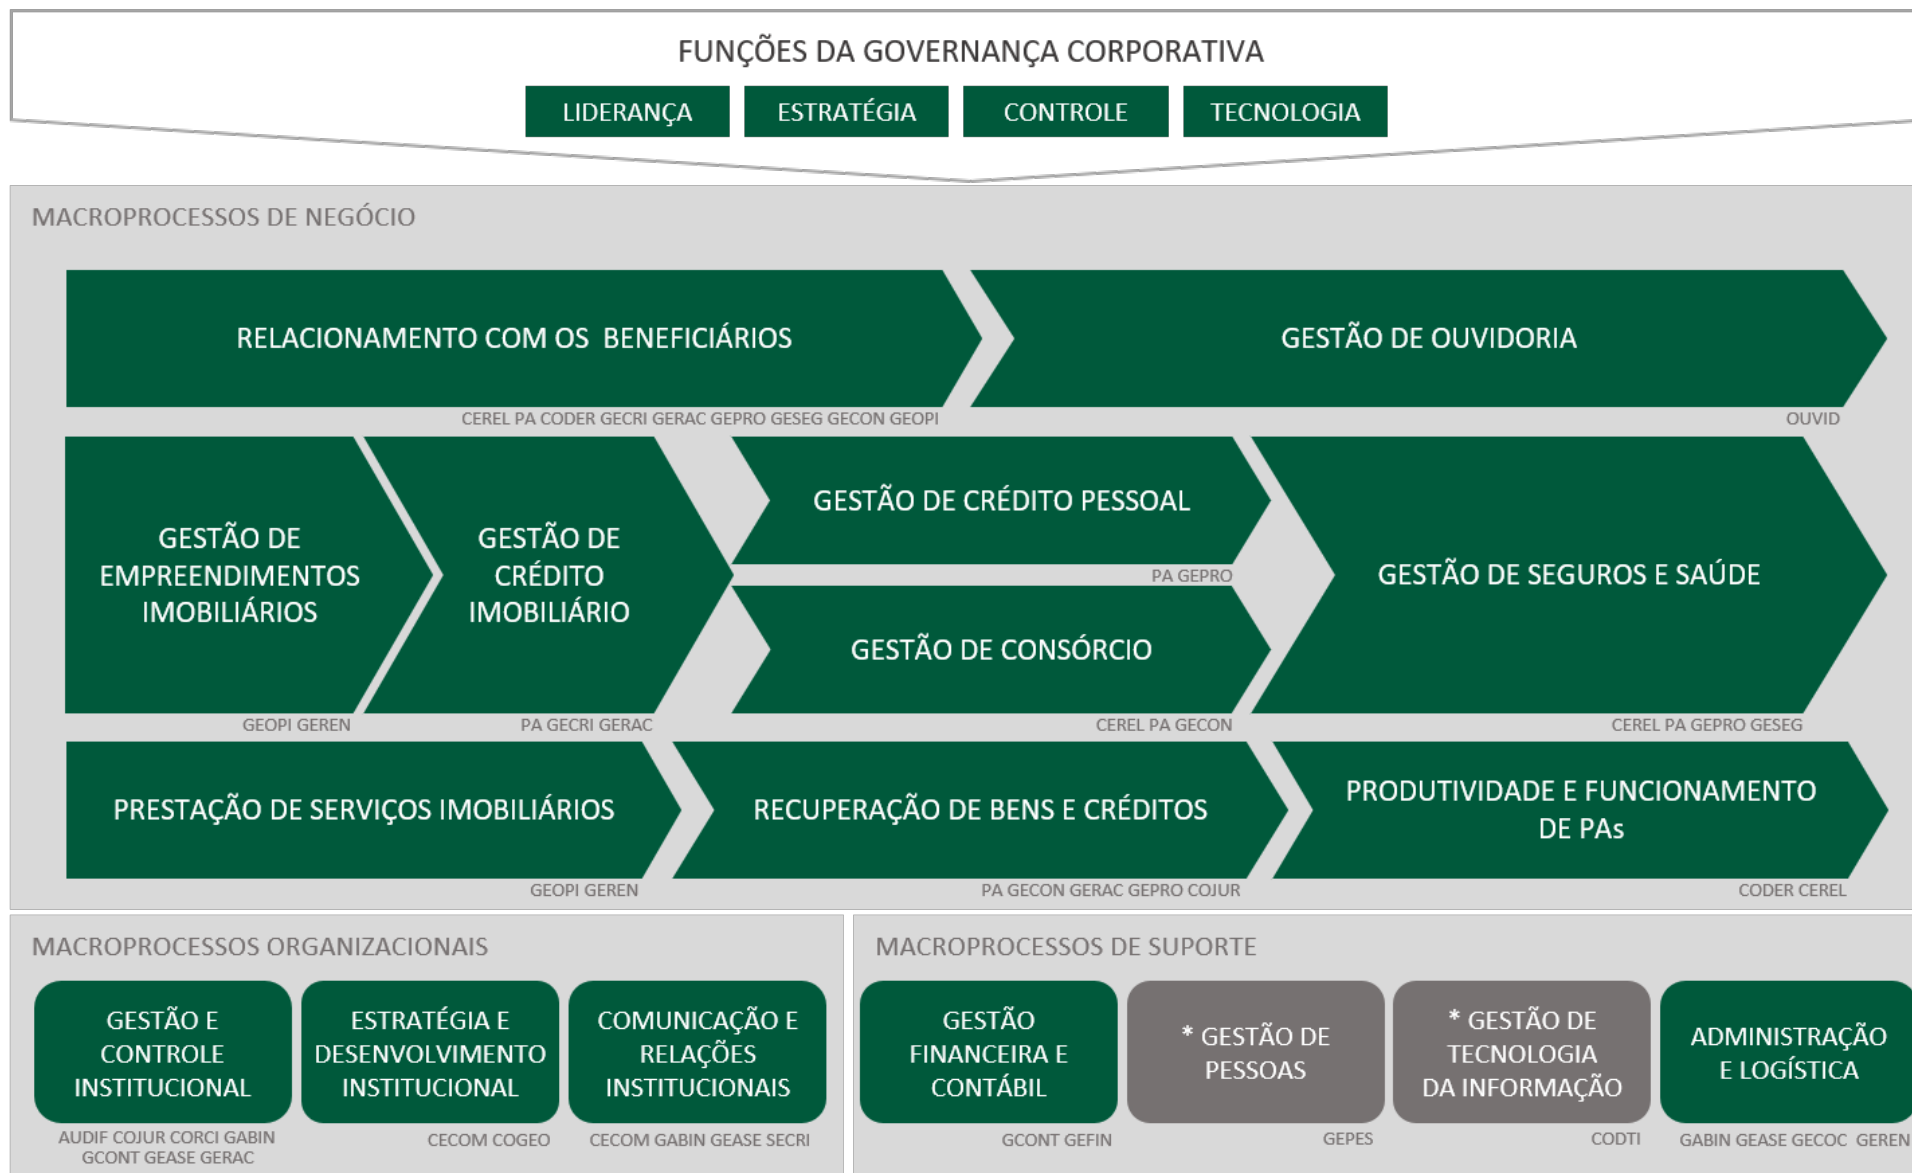 FUNÇÕES DA GOVERNANÇA CORPORATIVA
LIDERANÇA
ESTRATÉGIA
CONTROLE
TECNOLOGIA
MACROPROCESSOS DE NEGÓCIO
RELACIONAMENTO COM OS BENEFICIÁRIOS
CEREL PA CODER GECRI GERAC GEPRO GESEG GECON GEOPI
GESTÃO DE OUVIDORIA
OUVID
GESTÃO DE
EMPREENDIMENTOS
IMOBILIÁRIOS
GEOPI GEREN
GESTÃO DE
CRÉDITO
IMOBILIÁRIO
PA GECRI GERAC
GESTÃO DE CRÉDITO PESSOAL
PA GEPRO
GESTÃO DE CONSÓRCIO
CEREL PA GECON
GESTÃO DE SEGUROS E SAÚDE
CEREL PA GEPRO GESEG
PRESTAÇÃO DE SERVIÇOS IMOBILIÁRIOS
GEOPI GEREN
RECUPERAÇÃO DE BENS E CRÉDITOS
PA GECON GERAC GEPRO COJUR
PRODUTIVIDADE E FUNCIONAMENTO
DE PAs
CODER CEREL
MACROPROCESSOS ORGANIZACIONAIS
GESTÃO E
CONTROLE
INSTITUCIONAL
AUDIF COJUR CORCI GABIN
GCONT GEASE GERAC
ESTRATÉGIA E
DESENVOLVIMENTO
INSTITUCIONAL
CECOM COGEO
COMUNICAÇÃO E
RELAÇÕES
INSTITUCIONAIS
CECOM GABIN GEASE SECRI
MACROPROCESSOS DE SUPORTE
GESTÃO
FINANCEIRA E
CONTÁBIL
GCONT GEFIN
* GESTÃO DE
PESSOAS
GEPES
* GESTÃO DE
TECNOLOGIA
DA INFORMAÇÃO
CODTI
ADMINISTRAÇÃO
E LOGÍSTICA
GABIN GEASE GECOC GEREN